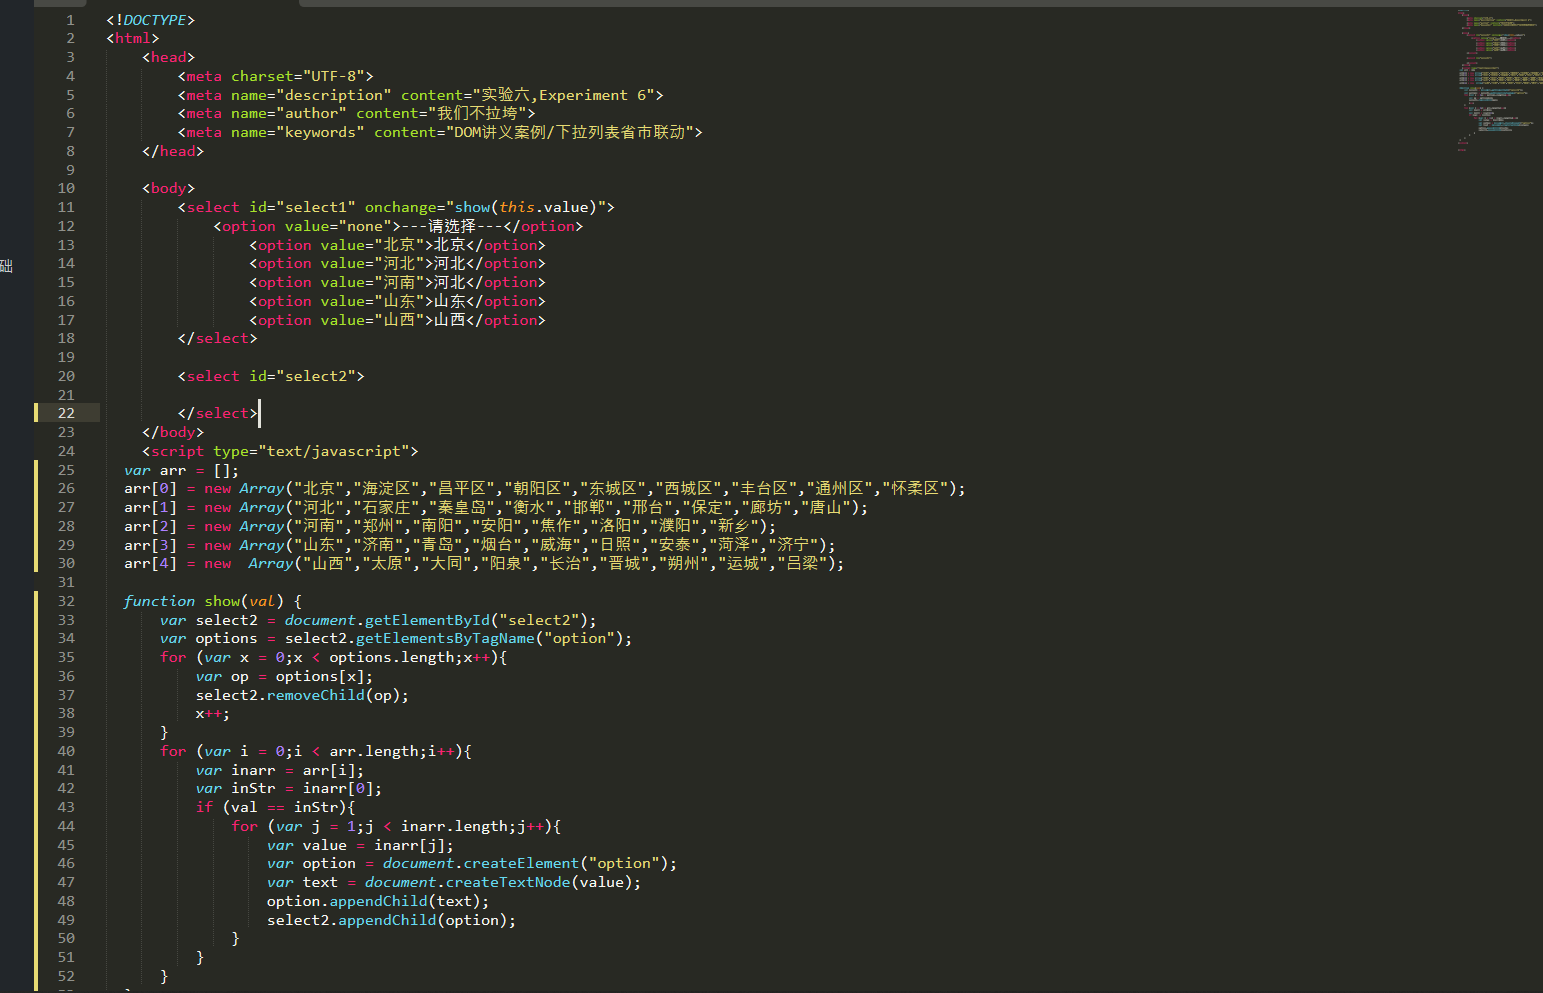 1 <!DOCTYPE>
2 <html>
3 <head>
4 <meta charset="UTF-8">
5 <meta name="description" content="实验六,Experiment 6">
6 <meta name="author" content="我们不拉垮">
7 <meta name="keywords" content="DOM讲义案例/下拉列表省市联动">
8 </head>
9
10 <body>
11 <select id="select1" onchange="show(this.value)">
12 <option value="none">---请选择---</option>
13 <option value="北京">北京</option>
14 <option value="河北">河北</option>
15 <option value="河南">河北</option>
16 <option value="山东">山东</option>
17 <option value="山西">山西</option>
18 </select>
19
20 <select id="select2">
21
22 </select>
23 </body>
24 <script type="text/javascript">
25 var arr = [];
26 arr[0] = new Array("北京","海淀区","昌平区","朝阳区","东城区","西城区","丰台区","通州区","怀柔区");
27 arr[1] = new Array("河北","石家庄","秦皇岛","衡水","邯郸","邢台","保定","廊坊","唐山");
28 arr[2] = new Array("河南","郑州","南阳","安阳","焦作","洛阳","濮阳","新乡");
29 arr[3] = new Array("山东","济南","青岛","烟台","威海","日照","安泰","菏泽","济宁");
30 arr[4] = new  Array("山西","太原","大同","阳泉","长治","晋城","朔州","运城","吕梁");
31
32 function show(val) {
33 var select2 = document.getElementById("select2");
34 var options = select2.getElementsByTagName("option");
35 for (var x = 0;x < options.length;x++){
36 var op = options[x];
37 select2.removeChild(op);
38 x++;
39 }
40 for (var i = 0;i < arr.length;i++){
41 var inarr = arr[i];
42 var inStr = inarr[0];
43 if (val == inStr){
44 for (var j = 1;j < inarr.length;j++){
45 var value = inarr[j];
46 var option = document.createElement("option");
47 var text = document.createTextNode(value);
48 option.appendChild(text);
49 select2.appendChild(option);
50 }
51 }
52 }